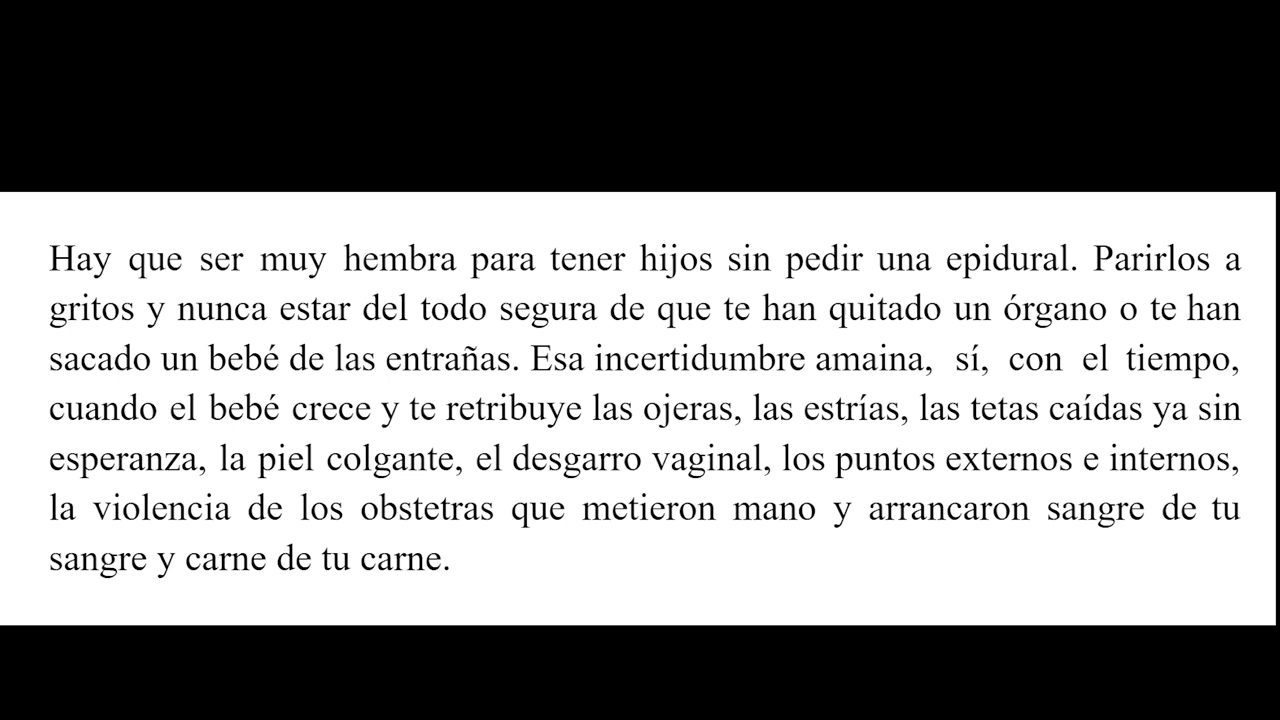 Hay que ser muy hembra para tener hijos sin pedir una epidural. Parirlos a
gritos y nunca estar del todo segura de que te han quitado un órgano o te han
sacado un bebé de las entrañas. Esa incertidumbre amaina, sí, con el tiempo,
cuando el bebé crece y te retribuye las ojeras, las estrías, las tetas caídas ya sin
esperanza, la piel colgante, el desgarro vaginal, los puntos externos e internos,
la violencia de los obstetras que metieron mano y arrancaron sangre de tu
sangre y carne de tu carne.